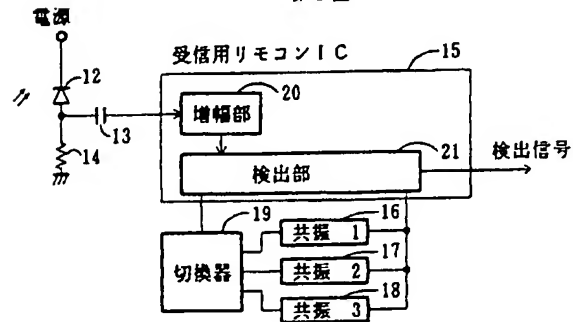 電源
受信用リモコンIC
15
12
20
増幅部
13
14
21
検出部
検出信号
19
16
共振 1
17
切換器
共振 2
18
共振 3